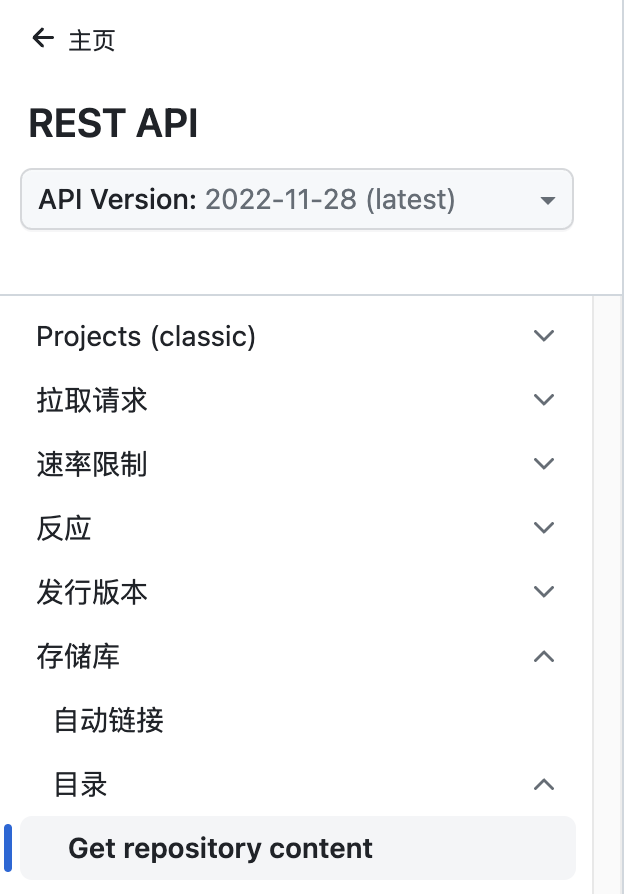 主页
REST API
API Version: 2022-11-28 (latest)
Projects (classic)
拉取请求
速率限制
反应
发行版本
存储库
自动链接
目录
Get repository content